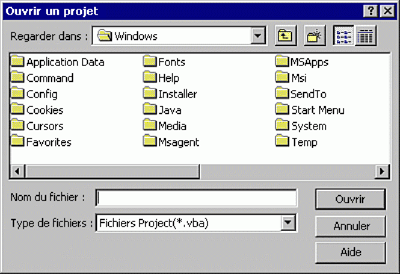 Ouvrir un projet
Regarder dans : Windows
Application Data Fonts MSApps
Command Help Msi
Config Installer SendTo
Cookies Java Start Menu
Cursors Media System
Favorites Msagent Temp
Nom du fichier : Ouvrir
Type de fichiers : Fichiers Project(*.vba) Annuler
Aide